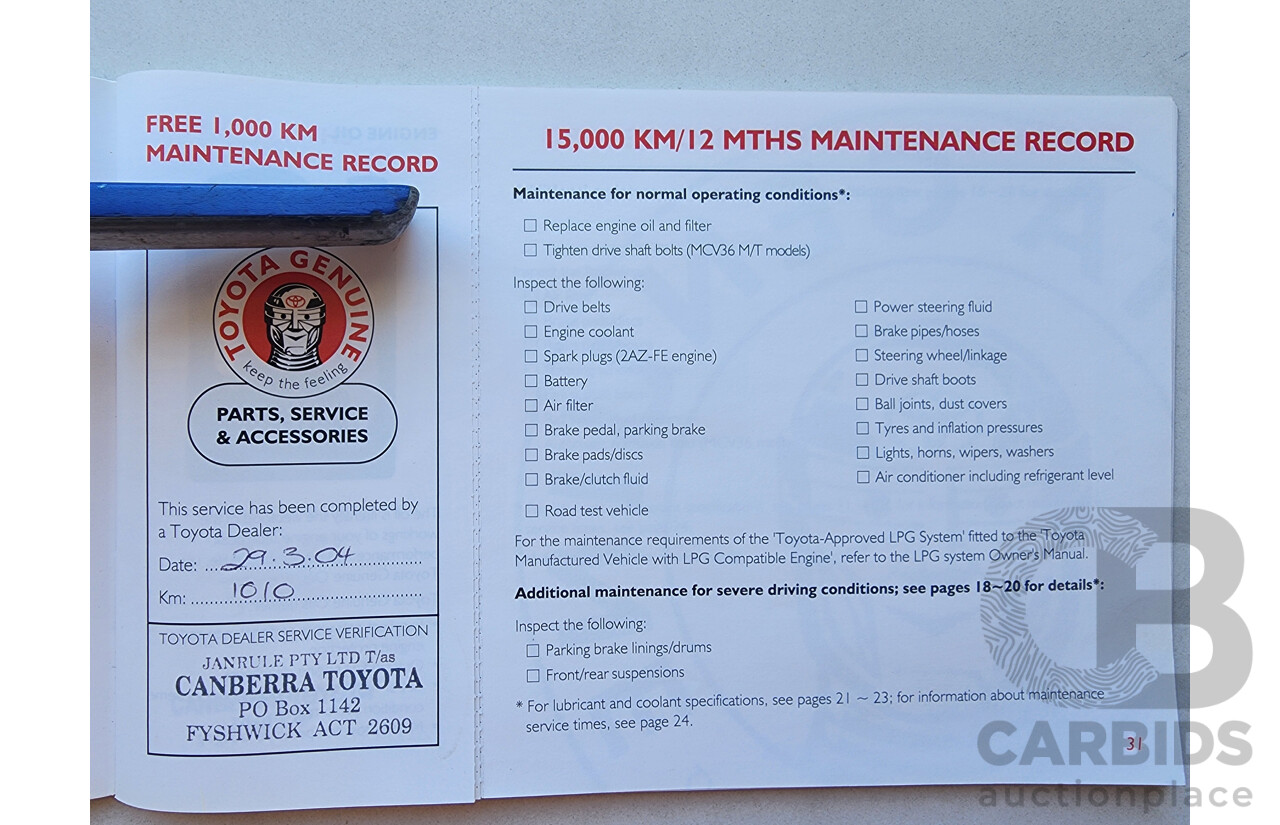 FREE 1,000 KM
MAINTENANCE RECORD
TOYOTA GENUINE
keep the feeling
PARTS, SERVICE
& ACCESSORIES
This service has been completed by
a Toyota Dealer:
Date: 29.3.04
Km: 1010
TOYOTA DEALER SERVICE VERIFICATION
JANRULE PTY LTD T/as
CANBERRA TOYOTA
PO Box 1142
FYSHWICK ACT 2609
15,000 KM/12 MTHS MAINTENANCE RECORD
Maintenance for normal operating conditions*:
Replace engine oil and filter
Tighten drive shaft bolts (MCV36 M/T models)
Inspect the following:
Drive belts
Engine coolant
Spark plugs (2AZ-FE engine)
Battery
Air filter
Brake pedal, parking brake
Brake pads/discs
Brake/clutch fluid
Road test vehicle
Power steering fluid
Brake pipes/hoses
Steering wheel/linkage
Drive shaft boots
Ball joints, dust covers
Tyres and inflation pressures
Lights, horns, wipers, washers
Air conditioner including refrigerant level
For the maintenance requirements of the 'Toyota-Approved LPG System' fitted to the 'Toyota
Manufactured Vehicle with LPG Compatible Engine', refer to the LPG system Owner's Manual.
Additional maintenance for severe driving conditions; see pages 18~20 for details*:
Inspect the following:
Parking brake linings/drums
Front/rear suspensions
* For lubricant and coolant specifications, see pages 21 ~ 23; for information about maintenance
service times, see page 24.
31
CB
CARBIDS
auctionplace